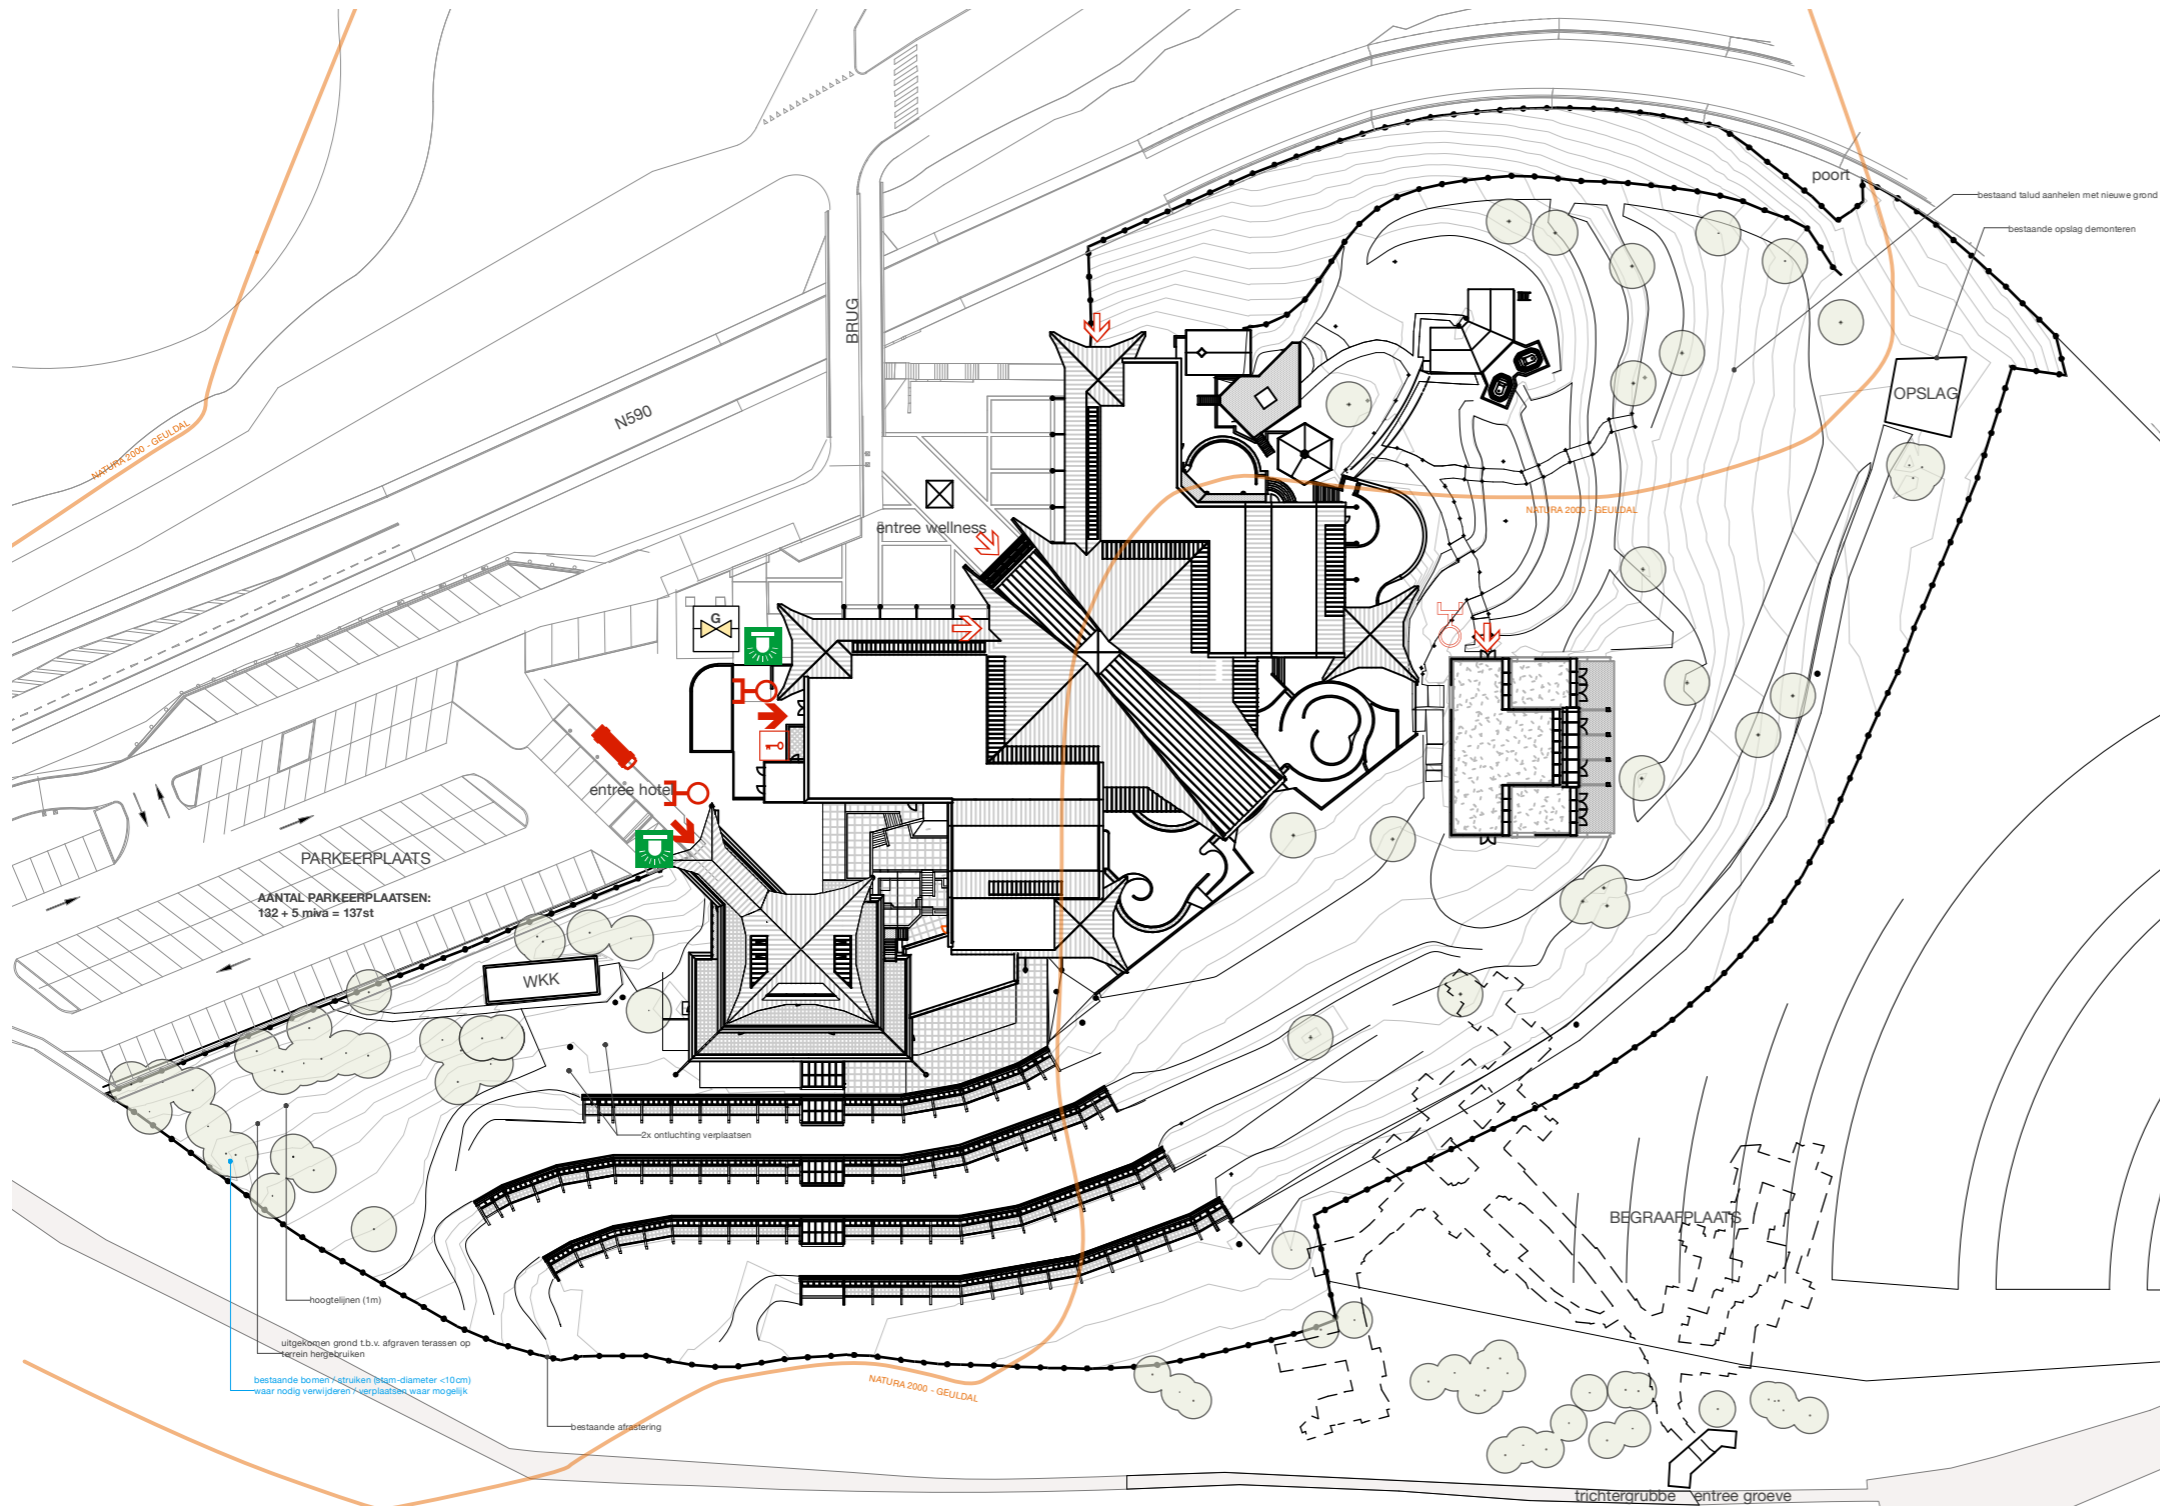 poort
bestaand talud aanhelen met nieuwe grond
bestaande opslag demonteren
BRUG
OPSLAG
N590
NATURA 2000 - GEULDAL
NATURA 2000 - GEULDAL
entree wellness
G
entree hotel
PARKEERPLAATS
AANTAL PARKEERPLAATSEN:
132 + 5 miva = 137st
WKK
2x ontluchting verplaatsen
BEGRAAFPLAATS
hoogtelijnen (1m)
uitgekomen grond t.b.v. afgraven terassen op
terrein hergebruiken
bestaande bomen / struiken (stam-diameter <10cm)
waar nodig verwijderen / verplaatsen waar mogelijk
NATURA 2000 - GEULDAL
bestaande afrastering
trichtergrubbe entree groeve